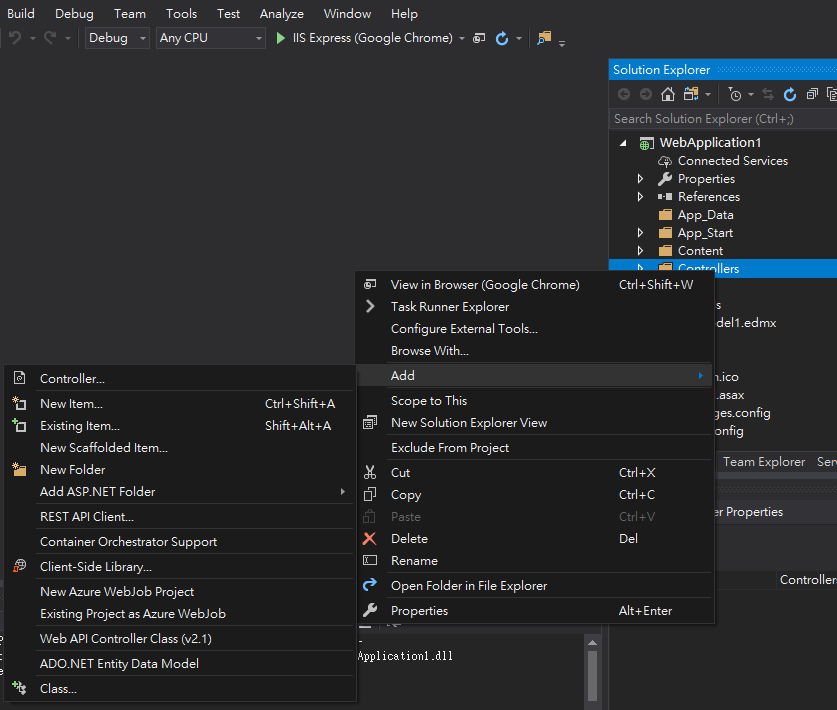 Build Debug Team Tools Test Analyze Window Help
Debug Any CPU IIS Express (Google Chrome)
Solution Explorer
Search Solution Explorer (Ctrl+;)
WebApplication1
Connected Services
Properties
References
App_Data
App_Start
Content
Controllers
View in Browser (Google Chrome) Ctrl+Shift+W
Task Runner Explorer
Configure External Tools...
Browse With...
Add
Scope to This
New Solution Explorer View
Exclude From Project
Cut Ctrl+X
Copy Ctrl+C
Paste Ctrl+V
Delete Del
Rename
Open Folder in File Explorer
Properties Alt+Enter
Controller...
New Item... Ctrl+Shift+A
Existing Item... Shift+Alt+A
New Scaffolded Item...
New Folder
Add ASP.NET Folder
REST API Client...
Container Orchestrator Support
Client-Side Library...
New Azure WebJob Project
Existing Project as Azure WebJob
Web API Controller Class (v2.1)
ADO.NET Entity Data Model
Class...
s
del1.edmx
n.ico
.asax
ges.config
onfig
Team Explorer Ser
er Properties
Controller
Application1.dll